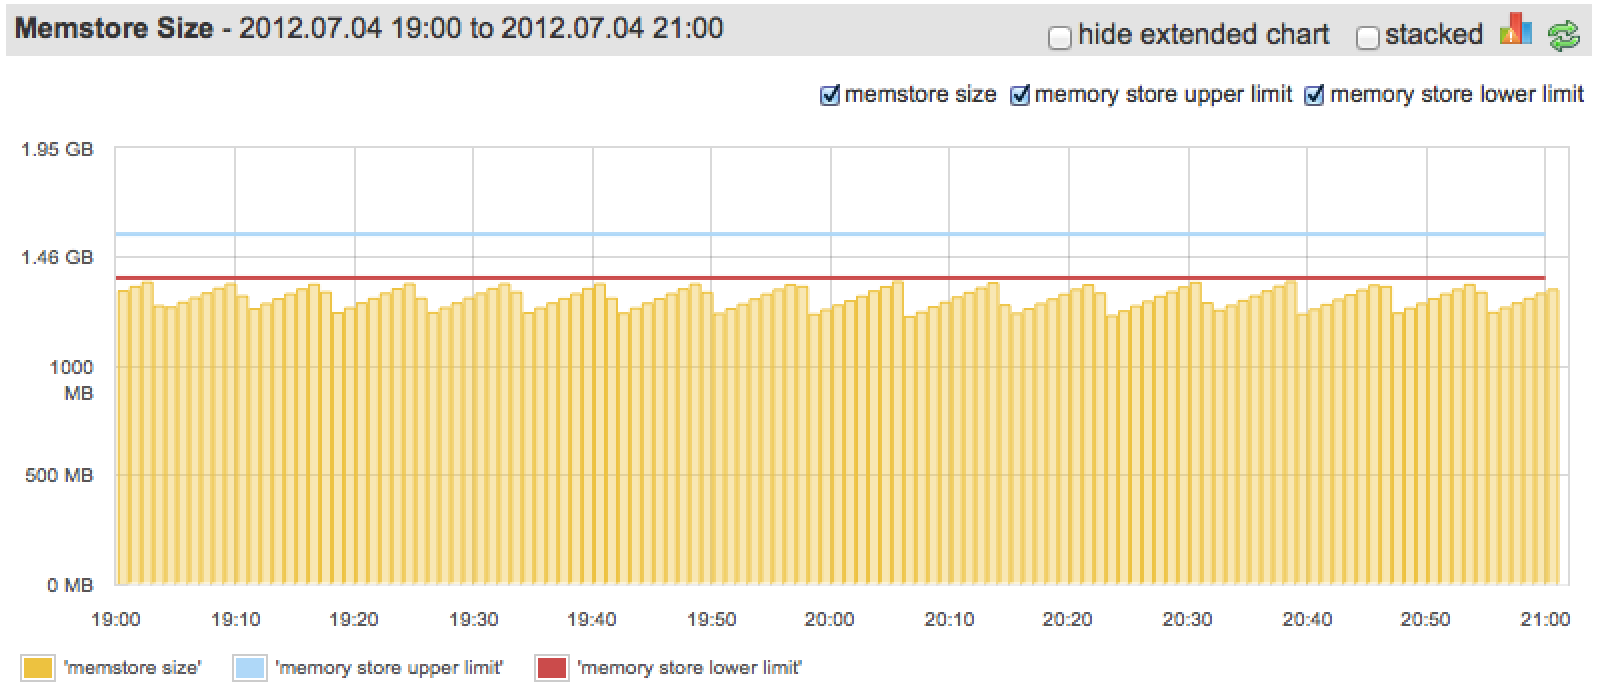 Memstore Size - 2012.07.04 19:00 to 2012.07.04 21:00
hide extended chart stacked
memstore size memory store upper limit memory store lower limit
1.95 GB
1.46 GB
1000
MB
500 MB
0 MB
19:00 19:10 19:20 19:30 19:40 19:50 20:00 20:10 20:20 20:30 20:40 20:50 21:00
'memstore size' 'memory store upper limit' 'memory store lower limit'